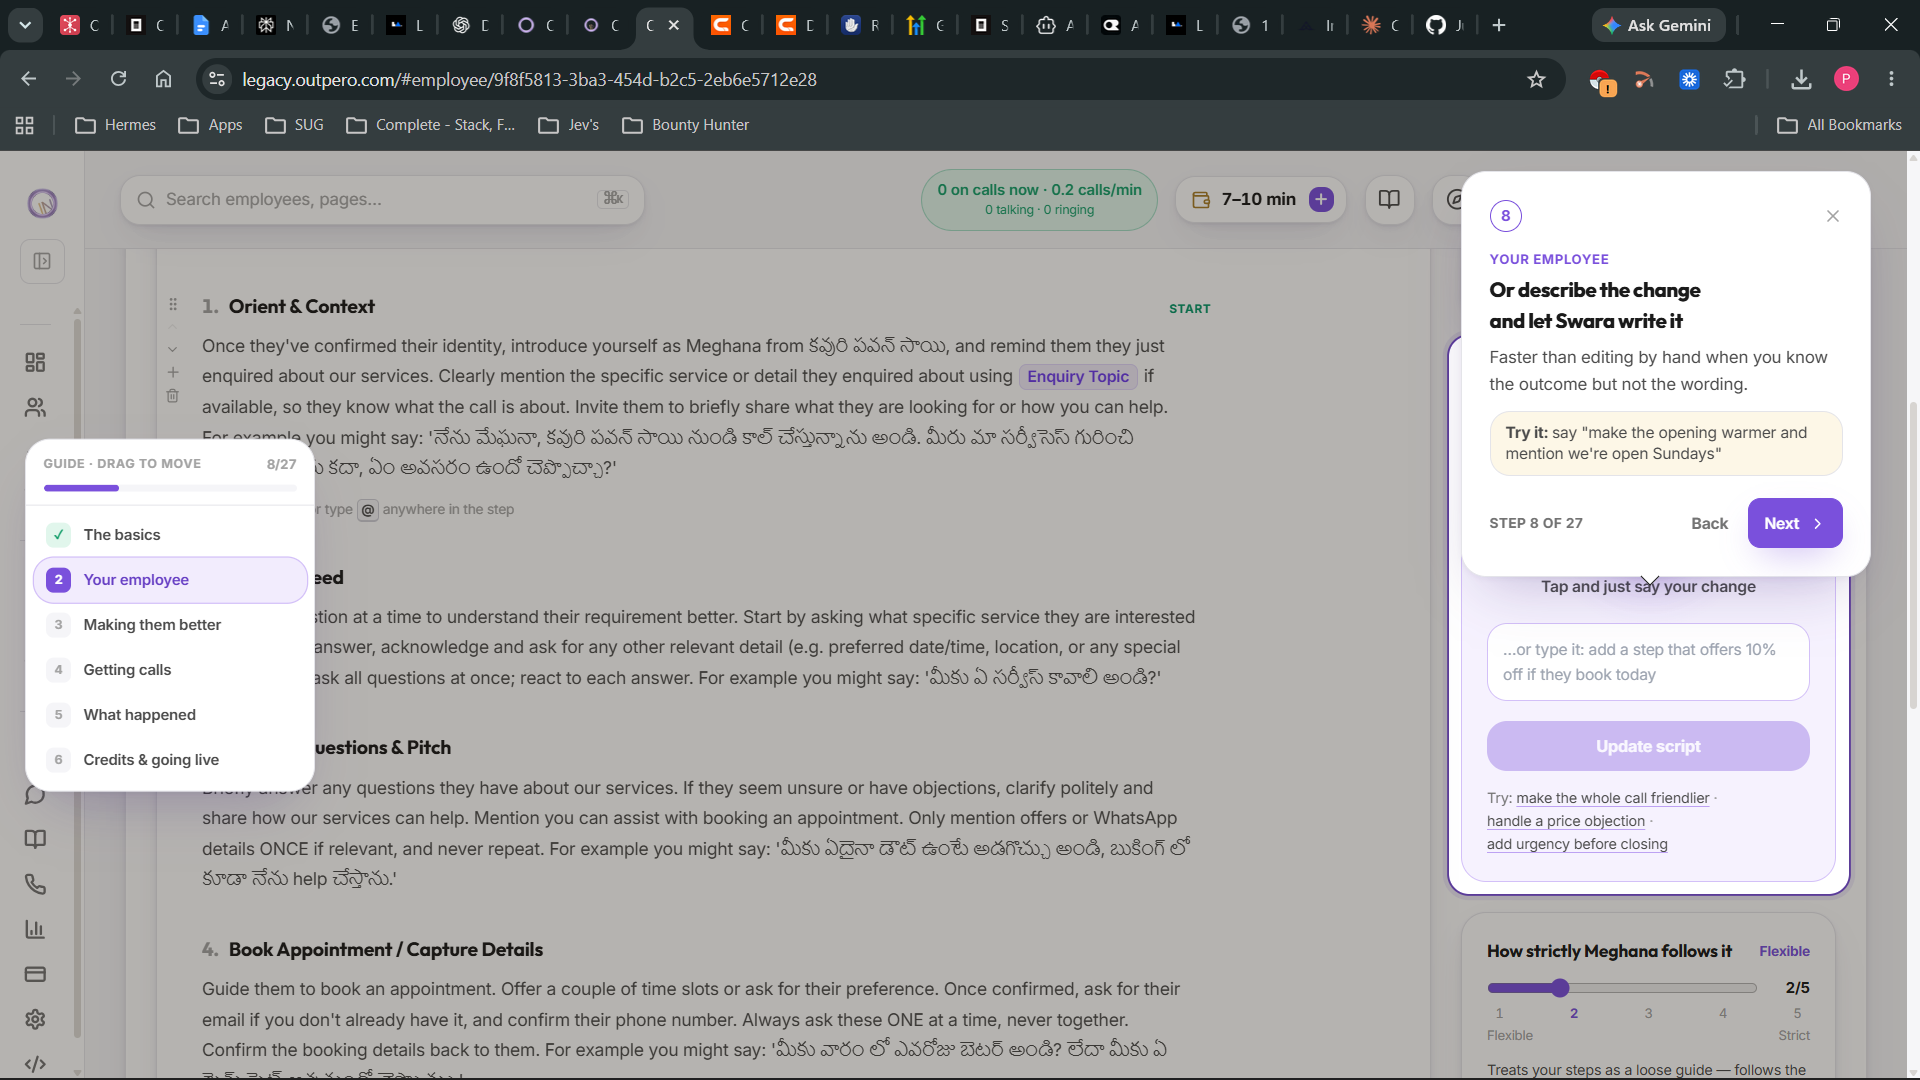 Ask Gemini
legacy.outpero.com/#employee/9f8f5813-3ba3-454d-b2c5-2eb6e5712e28
Hermes
Apps
SUG
Complete - Stack, F...
Jev's
Bounty Hunter
All Bookmarks
Search employees, pages...
⌘K
0 on calls now · 0.2 calls/min
0 talking · 0 ringing
7–10 min
1. Orient & Context
START
Once they've confirmed their identity, introduce yourself as Meghana from కవురి పవన్ సాయి, and remind them they just
enquired about our services. Clearly mention the specific service or detail they enquired about using Enquiry Topic if
available, so they know what the call is about. Invite them to briefly share what they are looking for or how you can help.
For example you might say: 'నేను మేఘనా, కవురి పవన్ సాయి నుండి కాల్ చేస్తున్నాను అండి. మీరు మా సర్వీసెస్ గురించి
కదా, ఏం అవసరం ఉందో చెప్పొచ్చా?'
or type @ anywhere in the step
eed
stion at a time to understand their requirement better. Start by asking what specific service they are interested
answer, acknowledge and ask for any other relevant detail (e.g. preferred date/time, location, or any special
ask all questions at once; react to each answer. For example you might say: 'మీకు ఏ సర్వీస్ కావాలి అండి?'
uestions & Pitch
Briefly answer any questions they have about our services. If they seem unsure or have objections, clarify politely and
share how our services can help. Mention you can assist with booking an appointment. Only mention offers or WhatsApp
details ONCE if relevant, and never repeat. For example you might say: 'మీకు ఏదైనా డౌట్ ఉంటే అడగొచ్చు అండి, బుకింగ్ లో
కూడా నేను help చేస్తాను.'
4. Book Appointment / Capture Details
Guide them to book an appointment. Offer a couple of time slots or ask for their preference. Once confirmed, ask for their
email if you don't already have it, and confirm their phone number. Always ask these ONE at a time, never together.
Confirm the booking details back to them. For example you might say: 'మీకు వారం లో ఎవరోజు బెటర్ అండి? లేదా మీకు ఏ
GUIDE · DRAG TO MOVE
8/27
The basics
2 Your employee
3 Making them better
4 Getting calls
5 What happened
6 Credits & going live
8
YOUR EMPLOYEE
Or describe the change
and let Swara write it
Faster than editing by hand when you know
the outcome but not the wording.
Try it: say "make the opening warmer and
mention we're open Sundays"
STEP 8 OF 27
Back
Next
Tap and just say your change
...or type it: add a step that offers 10%
off if they book today
Update script
Try: make the whole call friendlier ·
handle a price objection ·
add urgency before closing
How strictly Meghana follows it
Flexible
2/5
1 2 3 4 5
Flexible
Strict
Treats your steps as a loose guide — follows the